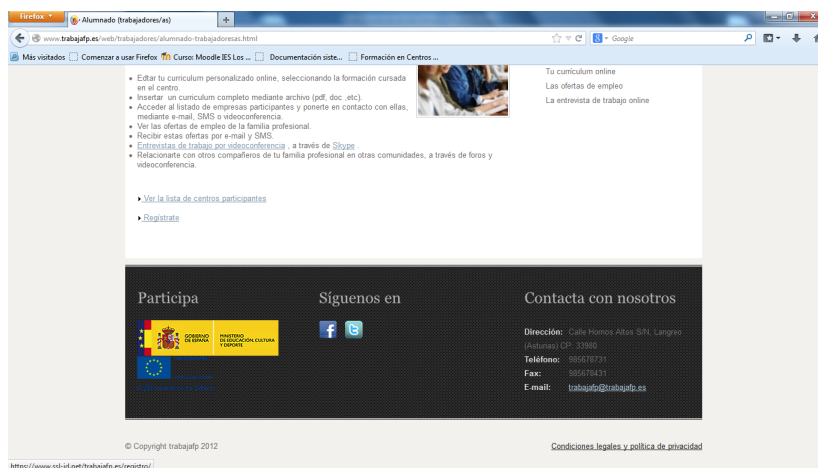 Firefox
Alumnado (trabajadores/as)
www.trabajafp.es/web/trabajadores/alumnado-trabajadoresas.html
Google
Más visitados
Comenzar a usar Firefox
Curso: Moodle IES Los ...
Documentación siste...
Formación en Centros ...
Edtar tu curriculum personalizado online, seleccionando la formación cursada
en el centro.
Insertar un curriculum completo mediante archivo (pdf, doc ,etc).
Acceder al listado de empresas participantes y ponerte en contacto con ellas,
mediante e-mail, SMS o videoconferencia.
Ver las ofertas de empleo de la familia profesional.
Recibir estas ofertas por e-mail y SMS.
Entrevistas de trabajo por videoconferencia , a través de Skype .
Relacionarte con otros compañeros de tu familia profesional en otras comunidades, a través de foros y
videoconferencia.
Tu curriculum online
Las ofertas de empleo
La entrevista de trabajo online
Ver la lista de centros participantes
Regístrate
Participa
GOBIERNO
DE ESPAÑA
MINISTERIO
DE EDUCACIÓN, CULTURA
Y DEPORTE
Síguenos en
Contacta con nosotros
Dirección: Calle Hornos Altos S/N, Langreo
(Asturias) CP: 33980
Teléfono: 985678731
Fax: 985678431
E-mail: trabajafp@trabajafp.es
© Copyright trabajafp 2012
Condiciones legales y política de privacidad
https://www.ssl-id.net/trabajafp.es/registro/